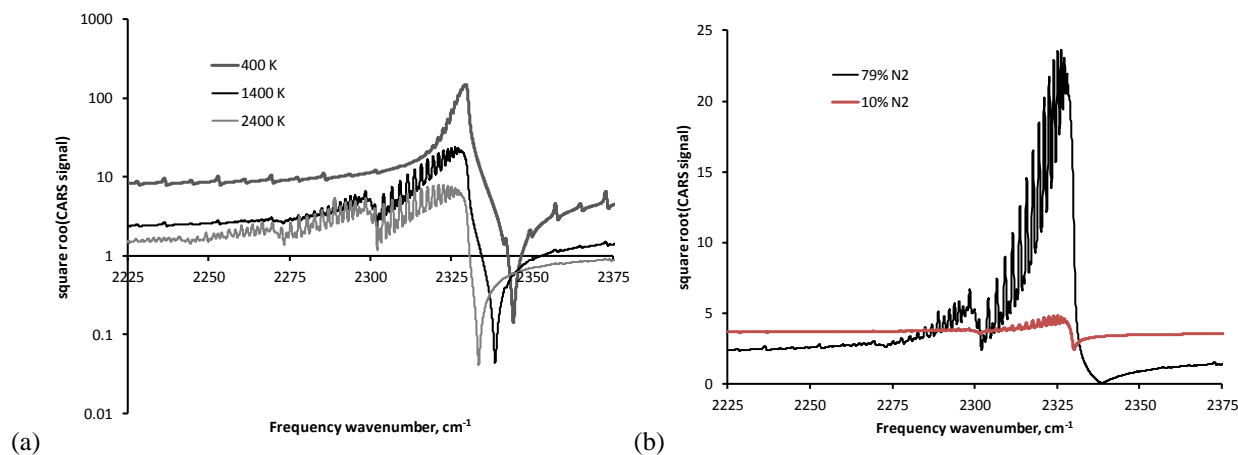 1000
100
10
1
0.1
0.01
square roo(CARS signal)
400 K
1400 K
2400 K
2225 2250 2275 2300 2325 2350 2375
Frequency wavenumber, cm-1
(a)
25
20
15
10
5
0
square root(CARS signal)
79% N2
10% N2
2225 2250 2275 2300 2325 2350 2375
Frequency wavenumber, cm-1
(b)